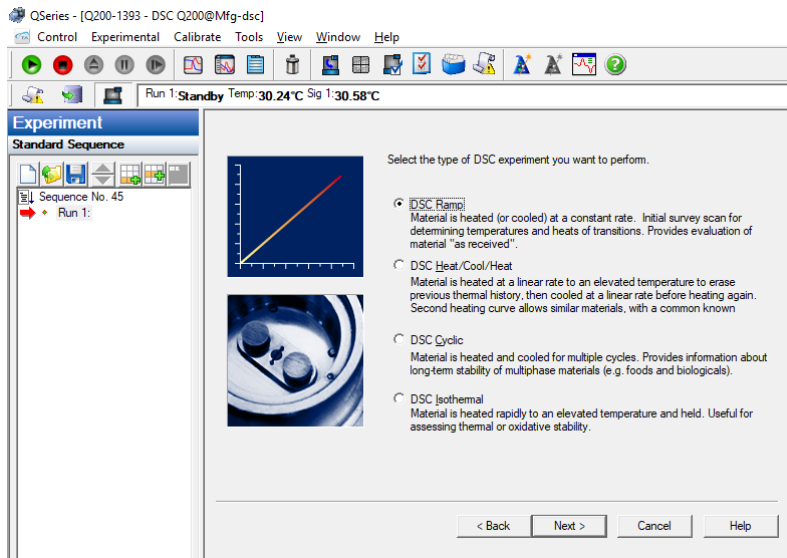 QSeries - [Q200-1393 - DSC Q200@Mfg-dsc]
Control Experimental Calibrate Tools View Window Help
Run 1:Standby Temp:30.24°C Sig 1:30.58°C
Experiment
Standard Sequence
Sequence No. 45
Run 1:
Select the type of DSC experiment you want to perform.
DSC Ramp
Material is heated (or cooled) at a constant rate. Initial survey scan for
determining temperatures and heats of transitions. Provides evaluation of
material "as received".
DSC Heat/Cool/Heat
Material is heated at a linear rate to an elevated temperature to erase
previous thermal history, then cooled at a linear rate before heating again.
Second heating curve allows similar materials, with a common known
DSC Cyclic
Material is heated and cooled for multiple cycles. Provides information about
long-term stability of multiphase materials (e.g. foods and biologicals).
DSC Isothermal
Material is heated rapidly to an elevated temperature and held. Useful for
assessing thermal or oxidative stability.
< Back Next > Cancel Help